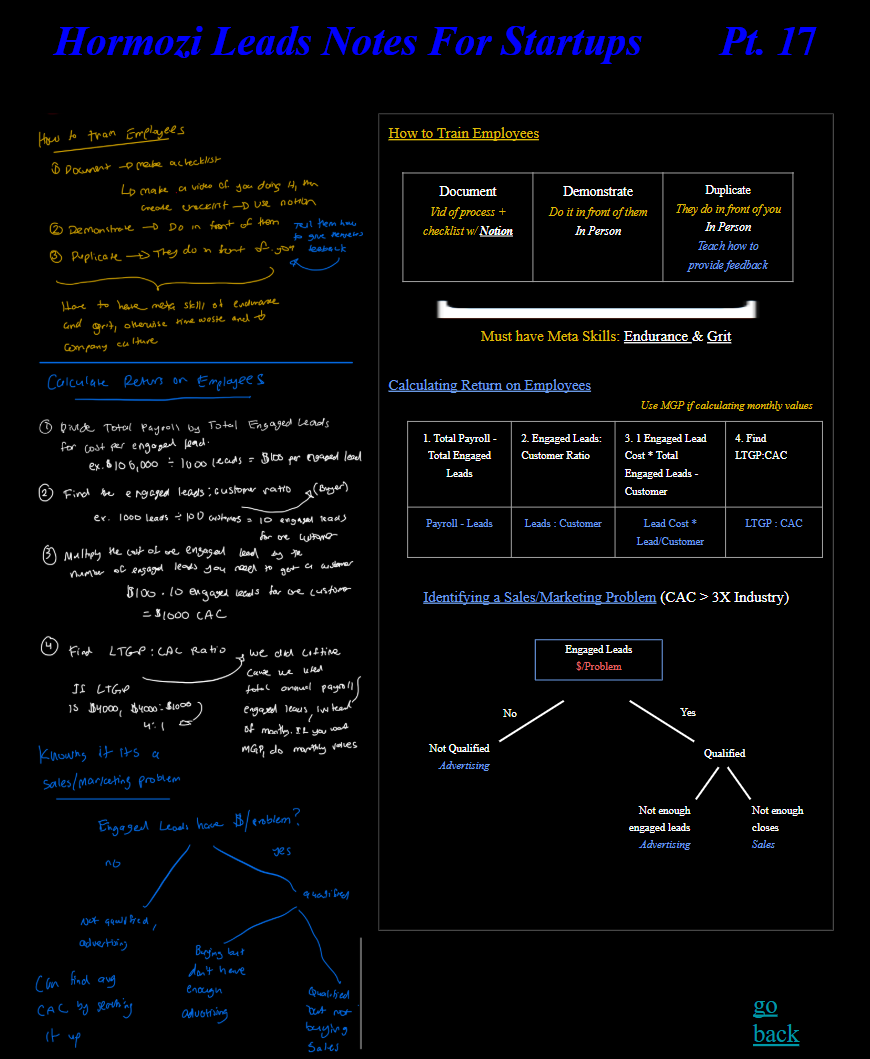 Hormozi Leads Notes For Startups Pt. 17
How to Train Employees
① Document → make a checklist
↳ make a video of you doing it, then
create checklist → use notion
② Demonstrate → Do in front of them
③ Duplicate → They do in front of you
Tell them how
to give
feedback
Have to have meta skill of endurance
and grit, otherwise time waste and ↓
company culture
Calculate Return on Employees
① Divide Total Payroll by Total Engaged Leads
for cost per engaged lead.
ex. $100,000 ÷ 1000 leads = $100 per engaged lead
② Find the engaged leads : customer ratio (Buyer)
ex. 1000 leads ÷ 100 customers = 10 engaged leads
for one customer
③ Multiply the cost of one engaged lead by the
number of engaged leads you need to get a customer
$100 · 10 engaged leads for one customer
= $1000 CAC
④ Find LTGP : CAC Ratio
If LTGP
is $4000, $4000 : $1000
4:1
we did lifetime
cause we used
total annual payroll/
engaged leads, instead
of monthly. If you want
MGP, do monthly values
Knowing if its a
sales/marketing problem
Engaged Leads have $/problem?
no
yes
Not qualified,
advertising
qualified
Buying but
don't have
enough
advertising
Qualified
but not
buying
Sales
Can find avg
CAC by searching
it up
How to Train Employees
Document
Vid of process +
checklist w/ Notion
Demonstrate
Do it in front of them
In Person
Duplicate
They do in front of you
In Person
Teach how to
provide feedback
Must have Meta Skills: Endurance & Grit
Calculating Return on Employees
Use MGP if calculating monthly values
1. Total Payroll -
Total Engaged
Leads
2. Engaged Leads:
Customer Ratio
3. 1 Engaged Lead
Cost * Total
Engaged Leads -
Customer
4. Find
LTGP:CAC
Payroll - Leads
Leads : Customer
Lead Cost *
Lead/Customer
LTGP : CAC
Identifying a Sales/Marketing Problem (CAC > 3X Industry)
Engaged Leads
$/Problem
No
Yes
Not Qualified
Advertising
Qualified
Not enough
engaged leads
Advertising
Not enough
closes
Sales
go
back